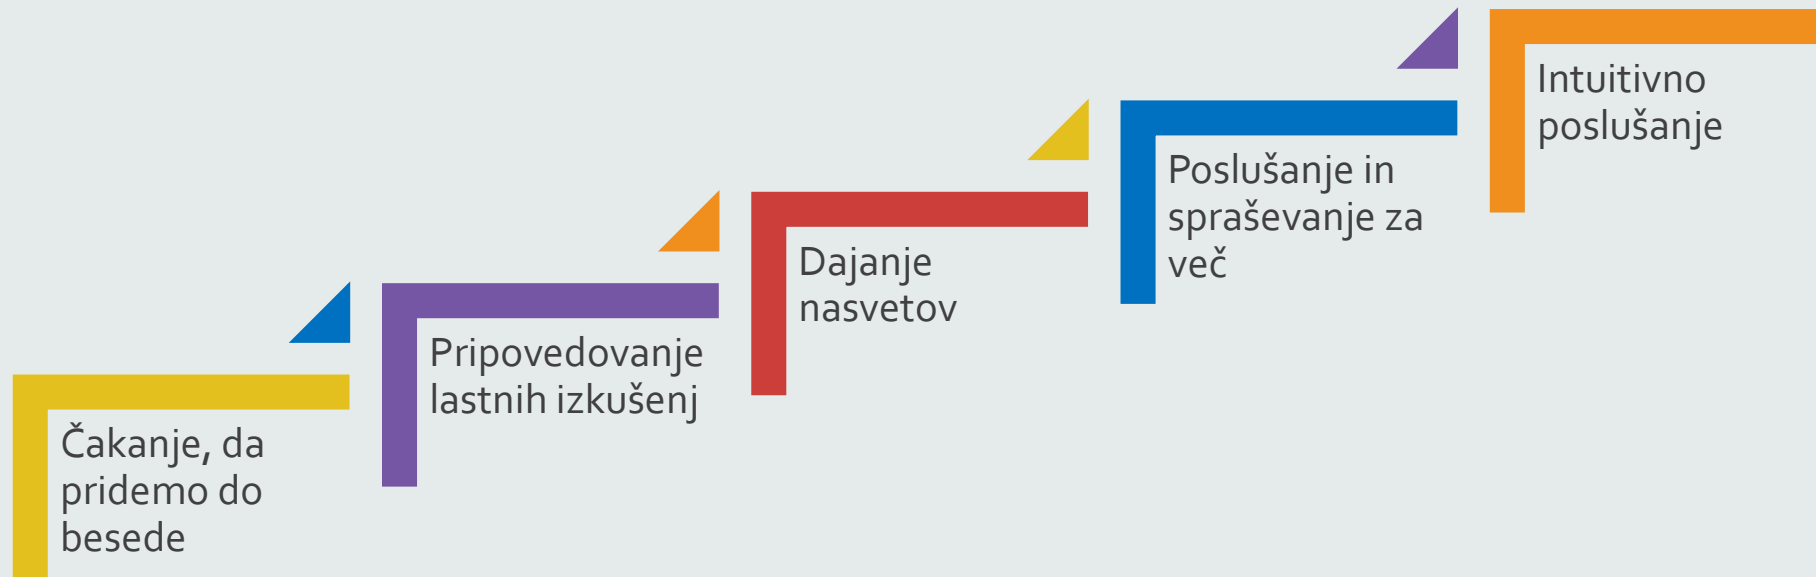 Čakanje, da
pridemo do
besede
Pripovedovanje
lastnih izkušenj
Dajanje
nasvetov
Poslušanje in
spraševanje za
več
Intuitivno
poslušanje